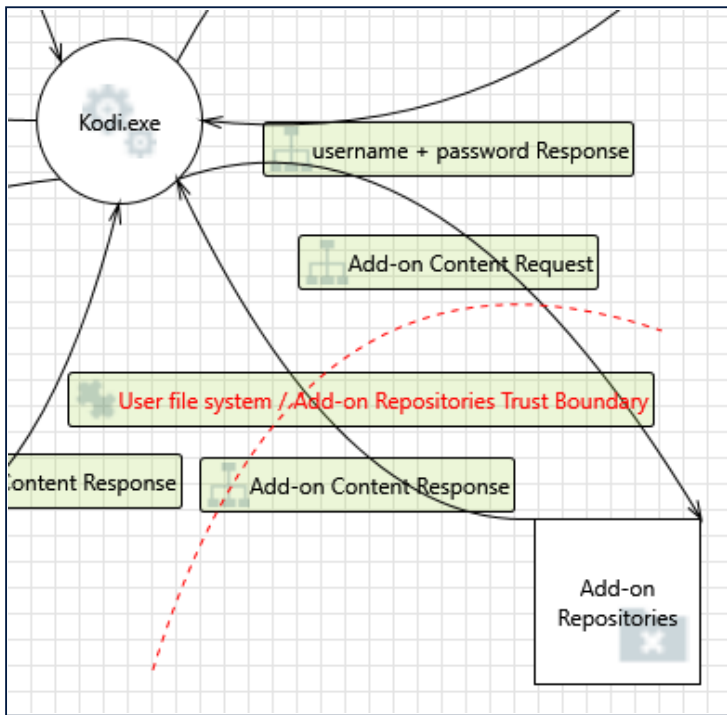 Kodi.exe
username + password Response
Add-on Content Request
User file system / Add-on Repositories Trust Boundary
Content Response
Add-on Content Response
Add-on
Repositories